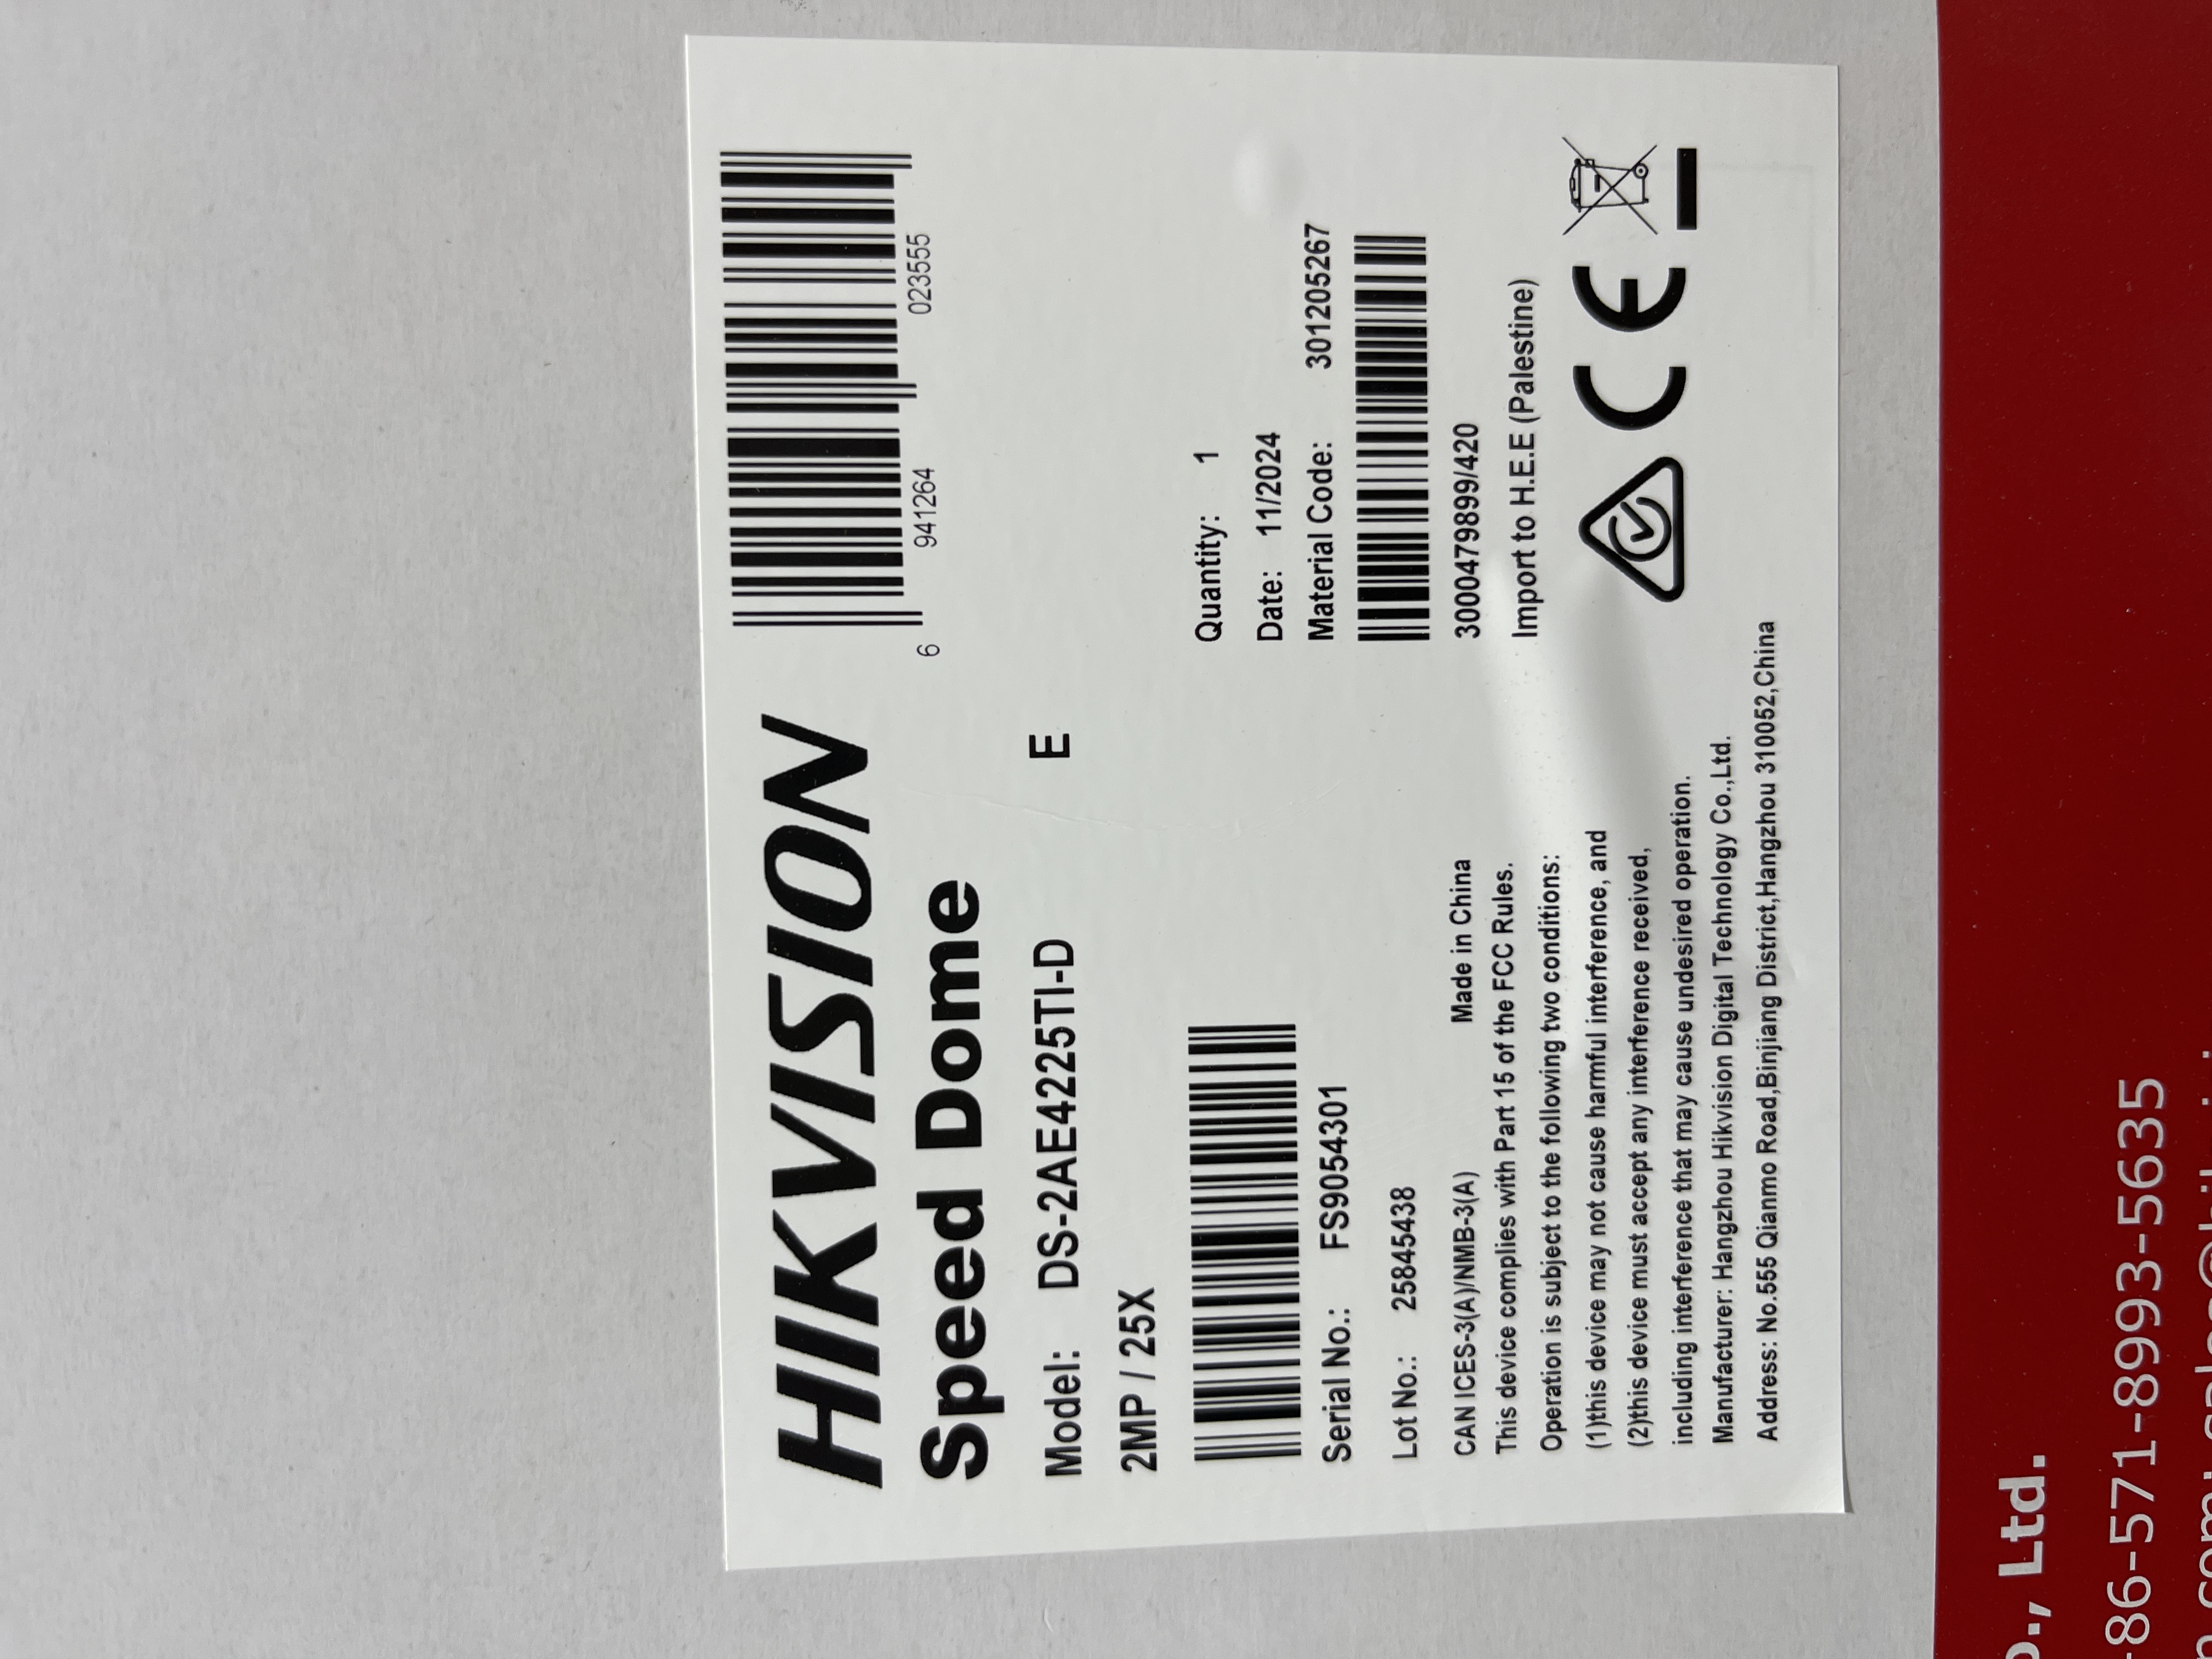 HIKVISION
6 941264 023555
Speed Dome
Model: DS-2AE4225TI-D E
2MP / 25X
Serial No.: FS9054301
Lot No.: 25845438
Quantity: 1
Date: 11/2024
Material Code: 301205267
3000479899/420
Import to H.E.E (Palestine)
CAN ICES-3(A)/NMB-3(A) Made in China
This device complies with Part 15 of the FCC Rules.
Operation is subject to the following two conditions:
(1)this device may not cause harmful interference, and
(2)this device must accept any interference received,
including interference that may cause undesired operation.
Manufacturer: Hangzhou Hikvision Digital Technology Co.,Ltd.
Address: No.555 Qianmo Road,Binjiang District,Hangzhou 310052,China
CE
o., Ltd.
-86-571-8993-5635